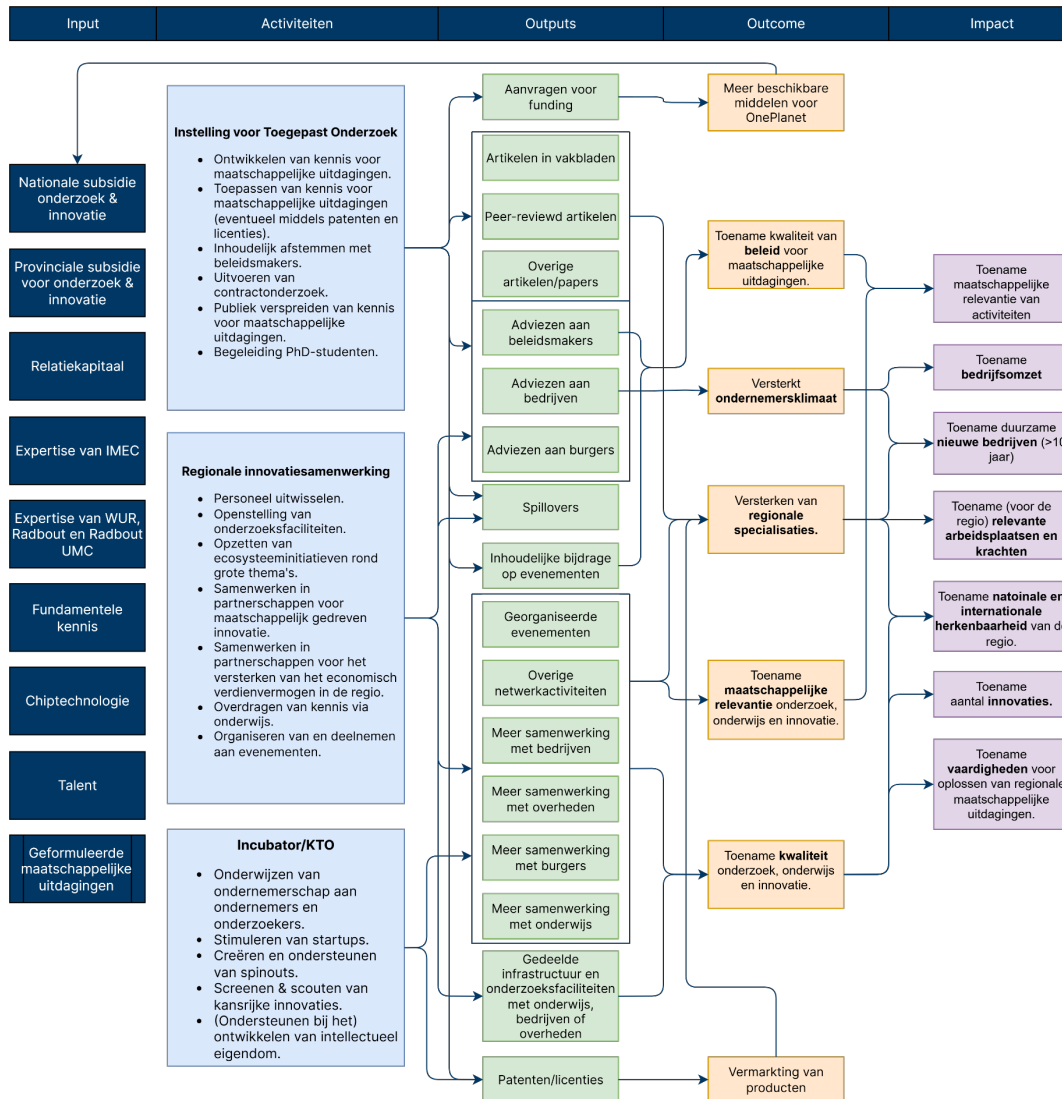 Input
Activiteiten
Outputs
Outcome
Impact
Nationale subsidie
onderzoek &
innovatie
Provinciale subsidie
voor onderzoek &
innovatie
Relatiekapitaal
Expertise van IMEC
Expertise van WUR,
Radbout en Radbout
UMC
Fundamentele
kennis
Chiptechnologie
Talent
Geformuleerde
maatschappelijke
uitdagingen
Instelling voor Toegepast Onderzoek
• Ontwikkelen van kennis voor
maatschappelijke uitdagingen.
• Toepassen van kennis voor
maatschappelijke uitdagingen
(eventueel middels patenten en
licenties).
• Inhoudelijk afstemmen met
beleidsmakers.
• Uitvoeren van
contractonderzoek.
• Publiek verspreiden van kennis
voor maatschappelijke
uitdagingen.
• Begeleiding PhD-studenten.
Regionale innovatiesamenwerking
• Personeel uitwisselen.
• Openstelling van
onderzoeksfaciliteiten.
• Opzetten van
ecosysteeminitiatieven rond
grote thema's.
• Samenwerken in
partnerschappen voor
maatschappelijk gedreven
innovatie.
• Samenwerken in
partnerschappen voor het
versterken van het economisch
verdienvermogen in de regio.
• Overdragen van kennis via
onderwijs.
• Organiseren van en deelnemen
aan evenementen.
Incubator/KTO
• Onderwijzen van
ondernemerschap aan
ondernemers en
onderzoekers.
• Stimuleren van startups.
• Creëren en ondersteunen
van spinouts.
• Screenen & scouten van
kansrijke innovaties.
• (Ondersteunen bij het)
ontwikkelen van intellectueel
eigendom.
Aanvragen voor
funding
Artikelen in vakbladen
Peer-reviewd artikelen
Overige
artikelen/papers
Adviezen aan
beleidsmakers
Adviezen aan
bedrijven
Adviezen aan burgers
Spillovers
Inhoudelijke bijdrage
op evenementen
Georganiseerde
evenementen
Overige
netwerkactiviteiten
Meer samenwerking
met bedrijven
Meer samenwerking
met overheden
Meer samenwerking
met burgers
Meer samenwerking
met onderwijs
Gedeelde
infrastructuur en
onderzoeksfaciliteiten
met onderwijs,
bedrijven of
overheden
Patenten/licenties
Meer beschikbare
middelen voor
OnePlanet
Toename kwaliteit van
beleid voor
maatschappelijke
uitdagingen.
Versterkt
ondernemersklimaat
Versterken van
regionale
specialisaties.
Toename
maatschappelijke
relevantie onderzoek,
onderwijs en innovatie.
Toename kwaliteit
onderzoek, onderwijs
en innovatie.
Vermarkting van
producten
Toename
maatschappelijke
relevantie van
activiteiten
Toename
bedrijfsomzet
Toename duurzame
nieuwe bedrijven (>10
jaar)
Toename (voor de
regio) relevante
arbeidsplaatsen en
krachten
Toename natoinale en
internationale
herkenbaarheid van de
regio.
Toename
aantal innovaties.
Toename
vaardigheden voor
oplossen van regionale
maatschappelijke
uitdagingen.